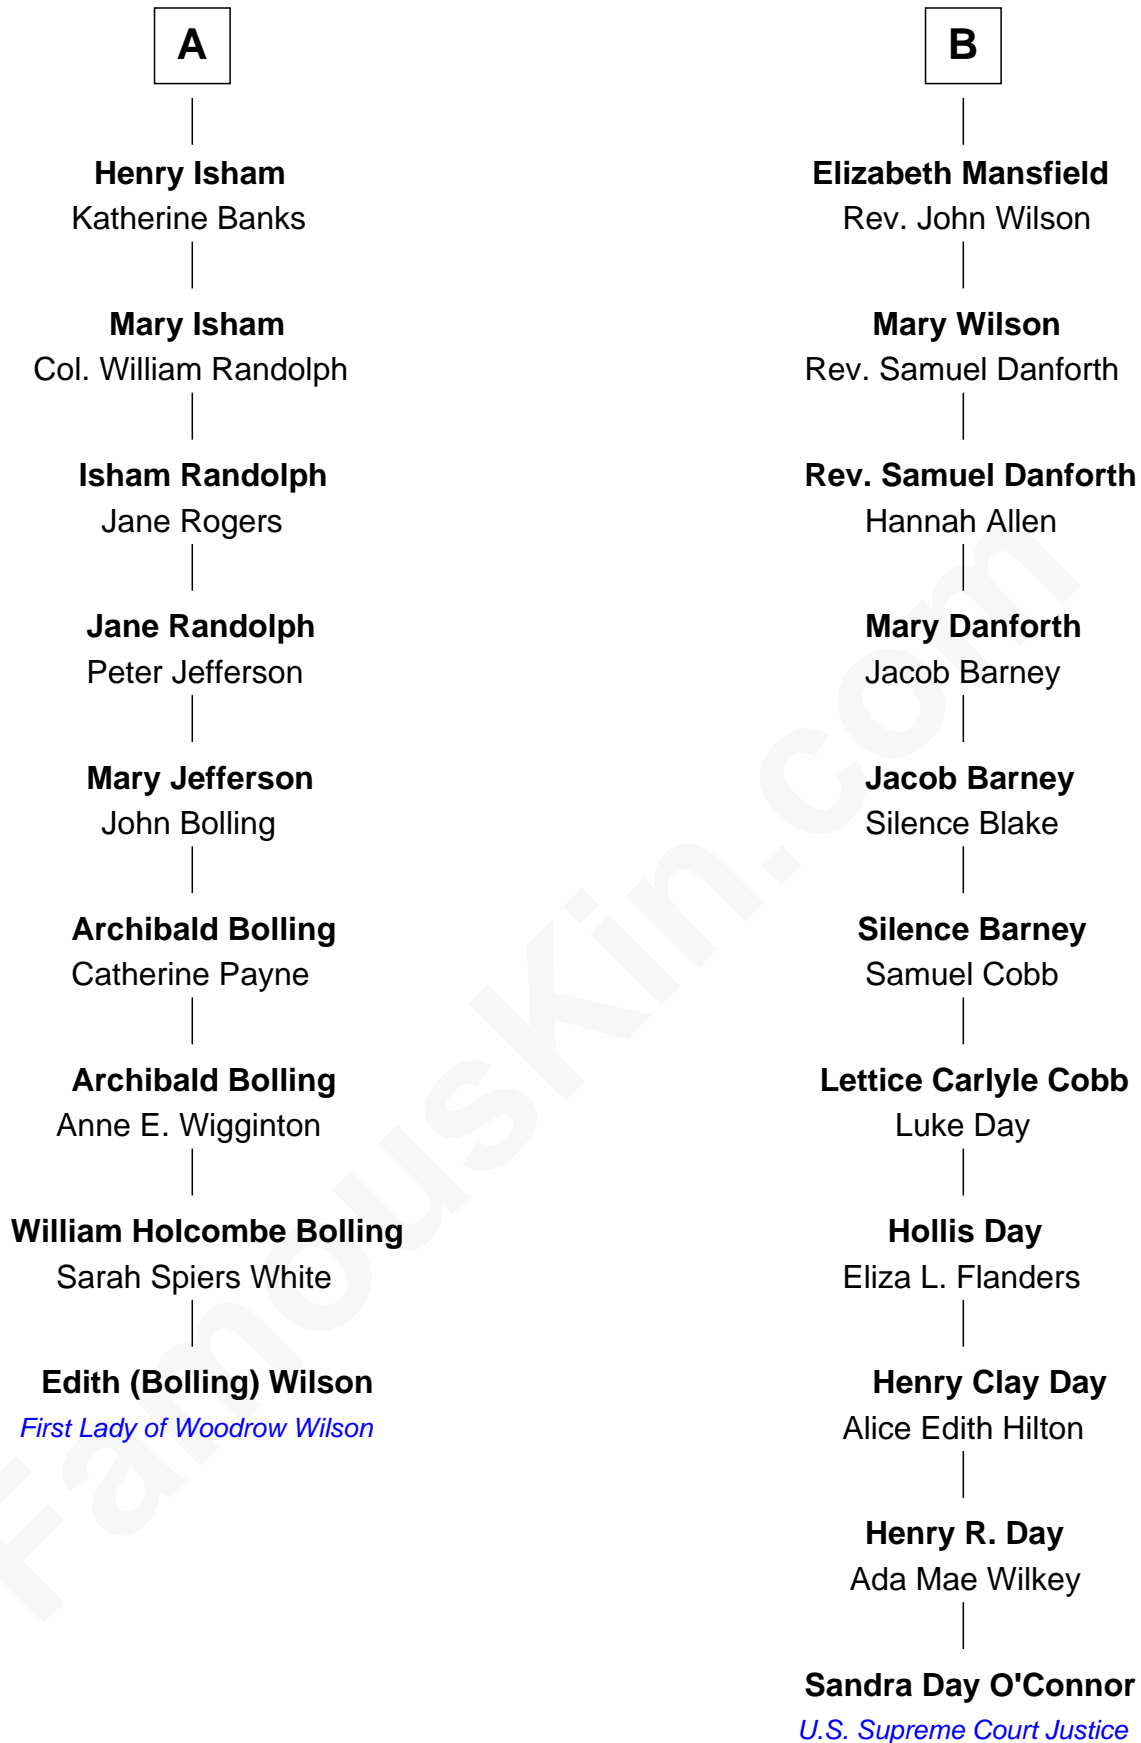 A
Henry Isham
Katherine Banks
Mary Isham
Col. William Randolph
Isham Randolph
Jane Rogers
Jane Randolph
Peter Jefferson
Mary Jefferson
John Bolling
Archibald Bolling
Catherine Payne
Archibald Bolling
Anne E. Wigginton
William Holcombe Bolling
Sarah Spiers White
Edith (Bolling) Wilson
First Lady of Woodrow Wilson
B
Elizabeth Mansfield
Rev. John Wilson
Mary Wilson
Rev. Samuel Danforth
Rev. Samuel Danforth
Hannah Allen
Mary Danforth
Jacob Barney
Jacob Barney
Silence Blake
Silence Barney
Samuel Cobb
Lettice Carlyle Cobb
Luke Day
Hollis Day
Eliza L. Flanders
Henry Clay Day
Alice Edith Hilton
Henry R. Day
Ada Mae Wilkey
Sandra Day O'Connor
U.S. Supreme Court Justice
FamousKin.com